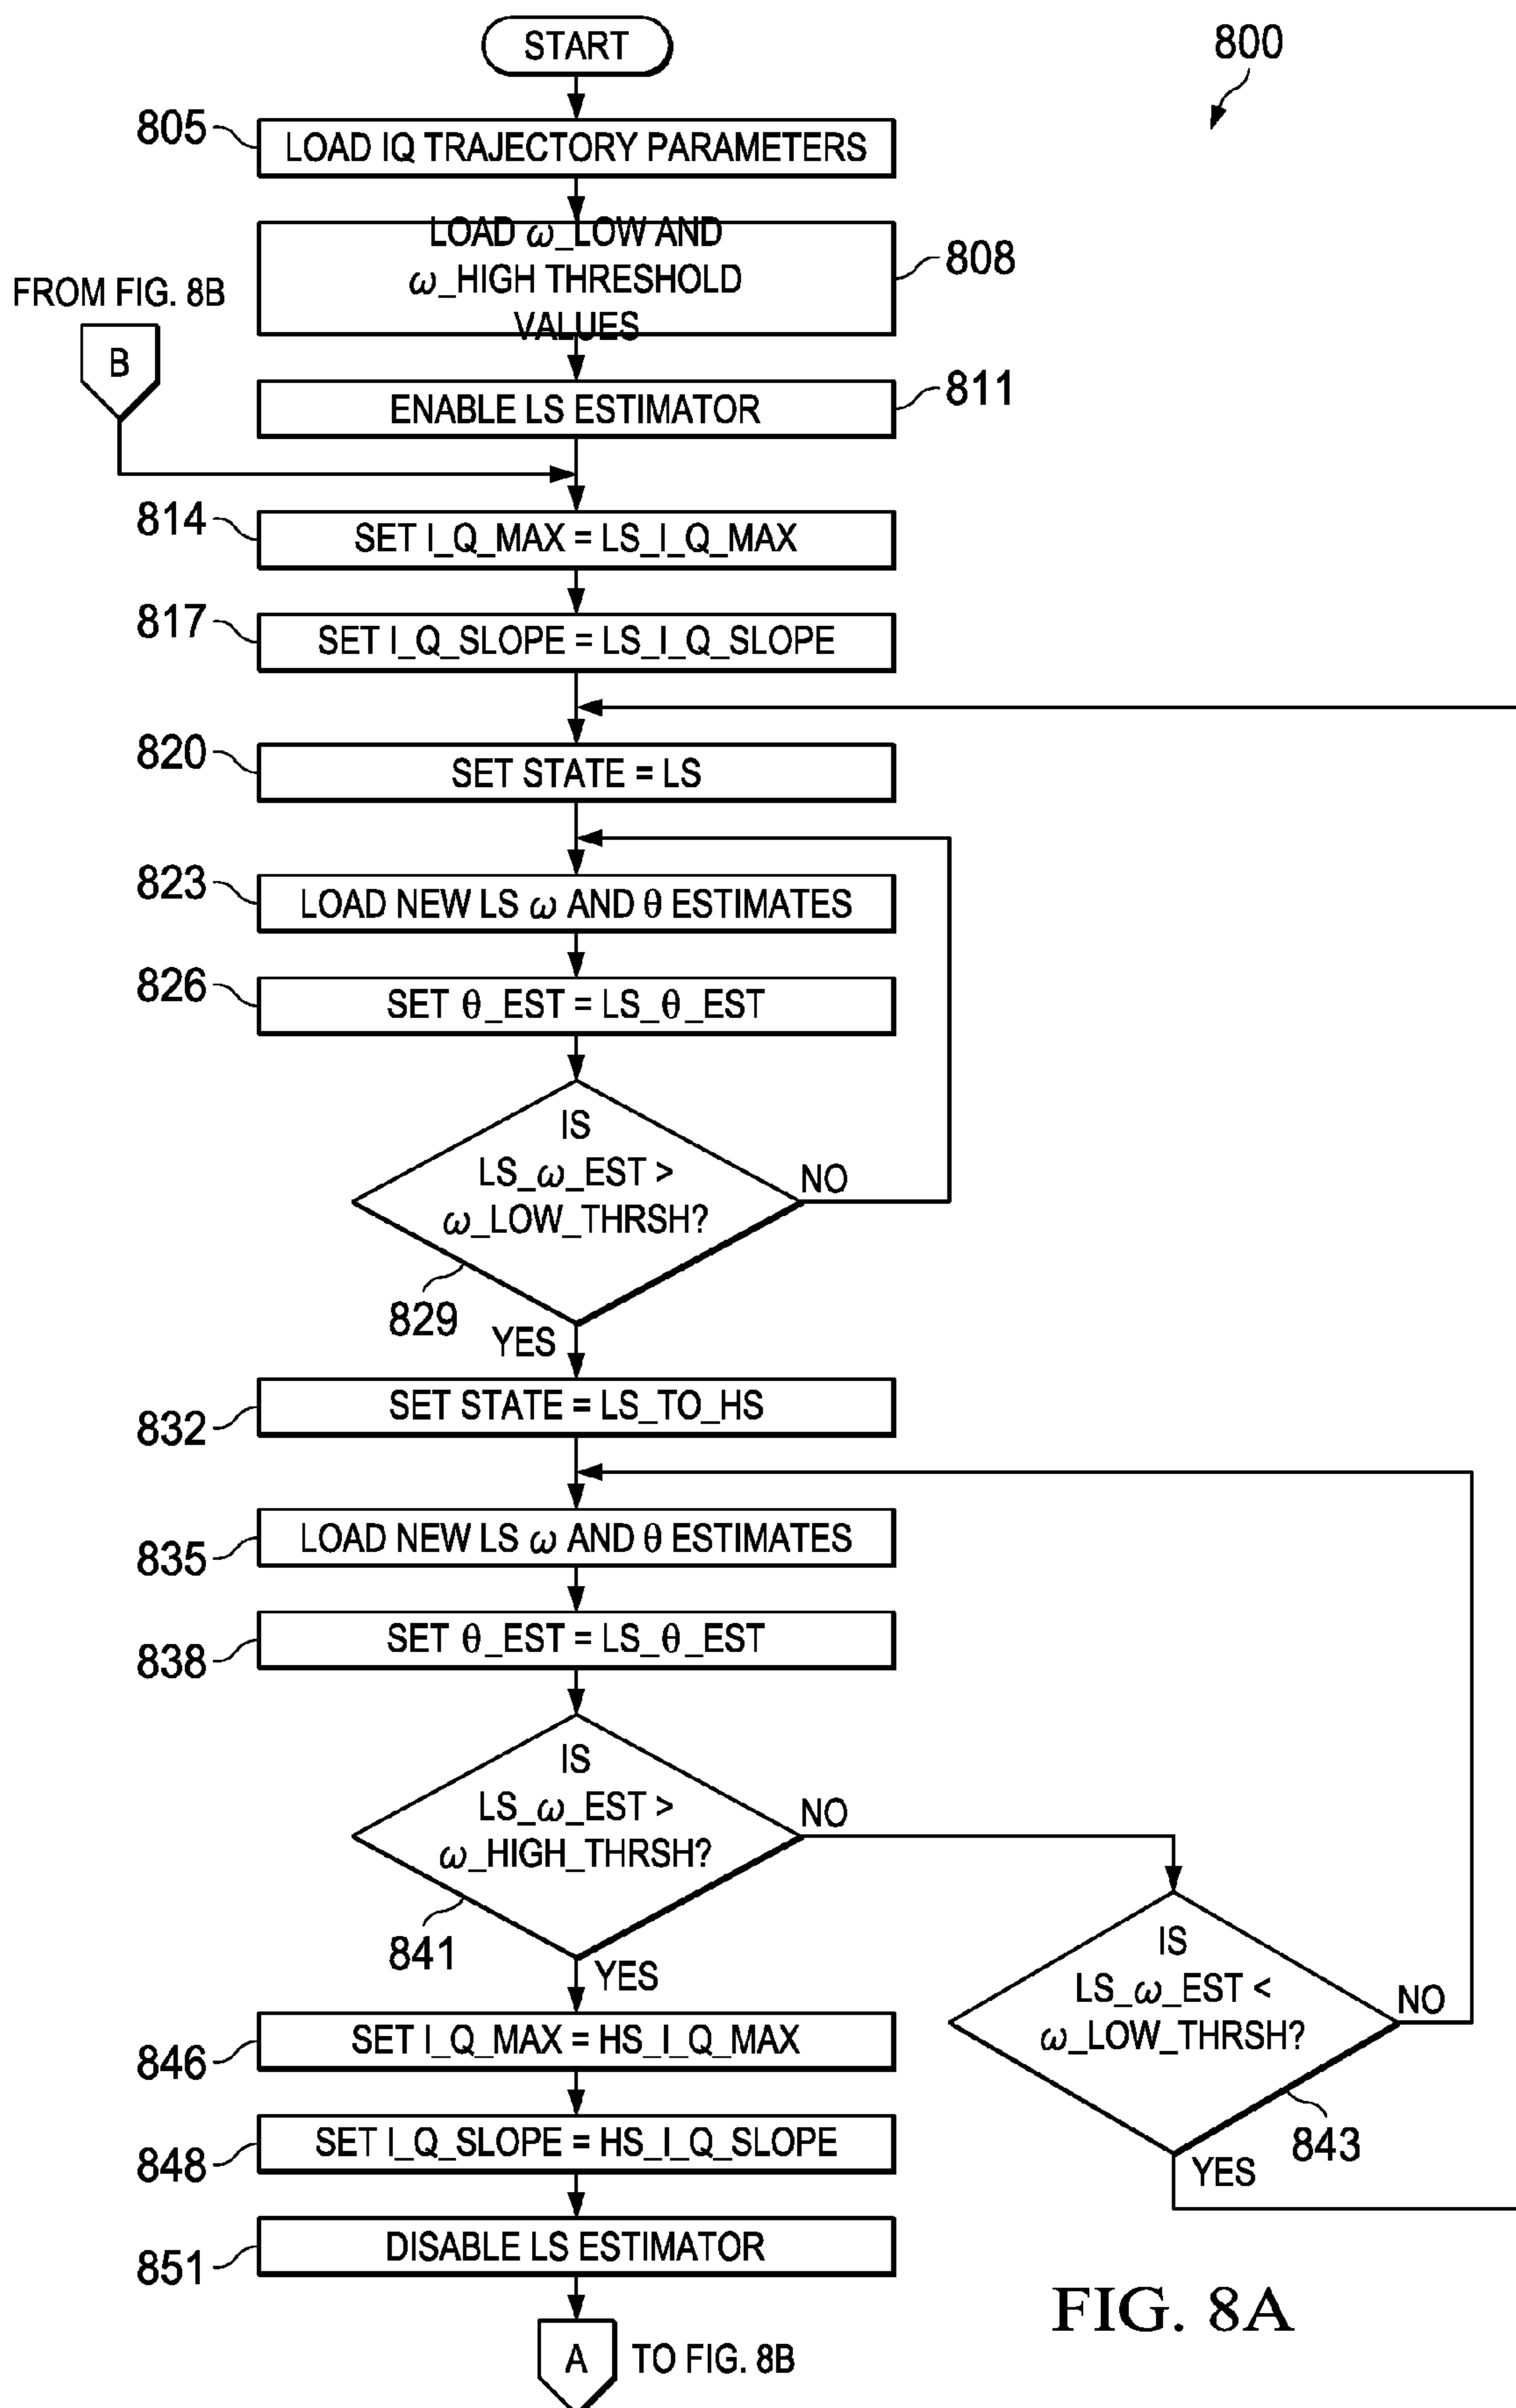 START
800
805
LOAD IQ TRAJECTORY PARAMETERS
LOAD ω_LOW AND
ω_HIGH THRESHOLD
VALUES
808
FROM FIG. 8B
B
ENABLE LS ESTIMATOR
811
814
SET I_Q_MAX = LS_I_Q_MAX
817
SET I_Q_SLOPE = LS_I_Q_SLOPE
820
SET STATE = LS
823
LOAD NEW LS ω AND θ ESTIMATES
826
SET θ_EST = LS_θ_EST
IS
LS_ω_EST >
ω_LOW_THRSH?
NO
829
YES
832
SET STATE = LS_TO_HS
835
LOAD NEW LS ω AND θ ESTIMATES
838
SET θ_EST = LS_θ_EST
IS
LS_ω_EST >
ω_HIGH_THRSH?
NO
841
YES
IS
LS_ω_EST <
ω_LOW_THRSH?
NO
843
YES
846
SET I_Q_MAX = HS_I_Q_MAX
848
SET I_Q_SLOPE = HS_I_Q_SLOPE
851
DISABLE LS ESTIMATOR
A
TO FIG. 8B
FIG. 8A